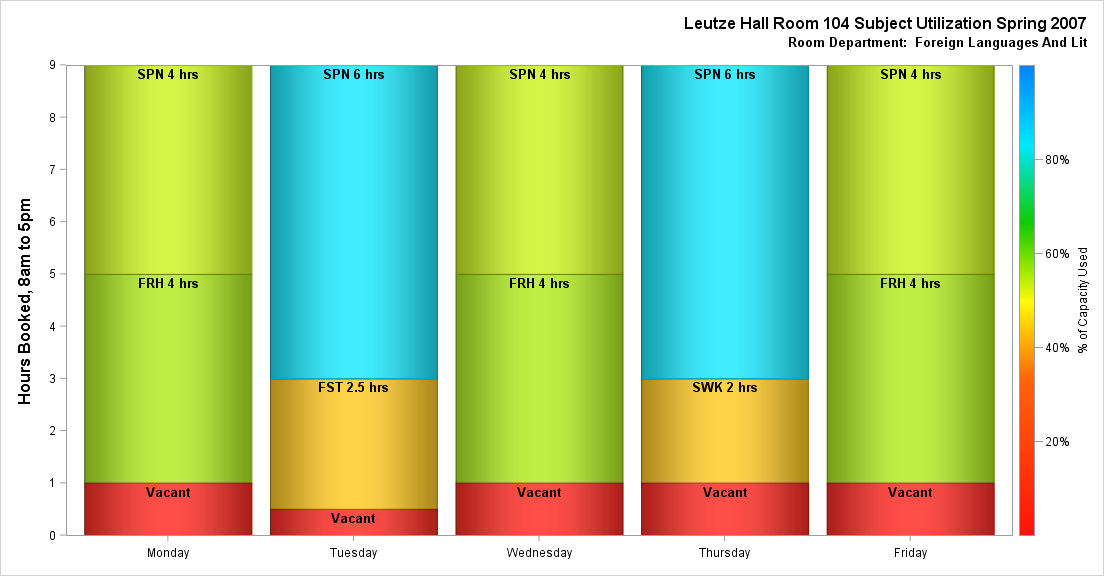 Leutze Hall Room 104 Subject Utilization Spring 2007
Room Department:  Foreign Languages And Lit
Hours Booked, 8am to 5pm
9
8
7
6
5
4
3
2
1
0
SPN 4 hrs
FRH 4 hrs
Vacant
SPN 6 hrs
FST 2.5 hrs
Vacant
SPN 4 hrs
FRH 4 hrs
Vacant
SPN 6 hrs
SWK 2 hrs
Vacant
SPN 4 hrs
FRH 4 hrs
Vacant
Monday
Tuesday
Wednesday
Thursday
Friday
80%
60%
40%
20%
% of Capacity Used